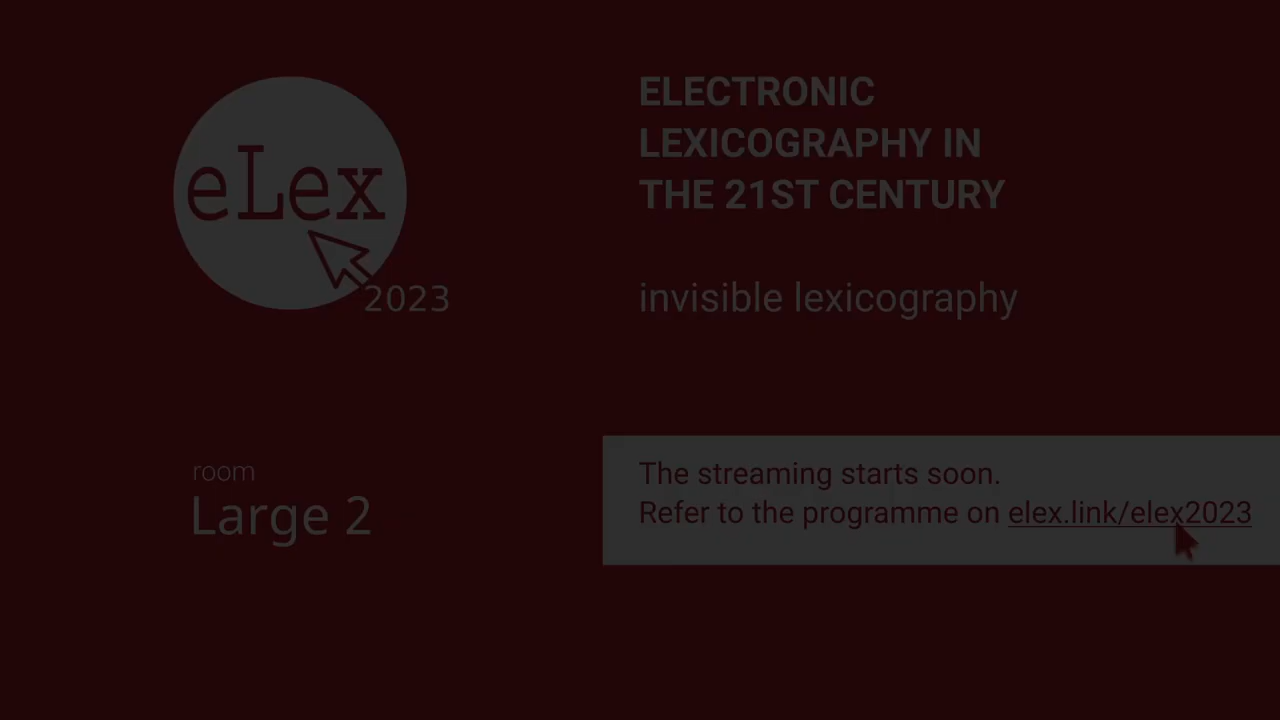 eLex
2023
ELECTRONIC
LEXICOGRAPHY IN
THE 21ST CENTURY
invisible lexicography
room
Large 2
The streaming starts soon.
Refer to the programme on elex.link/elex2023